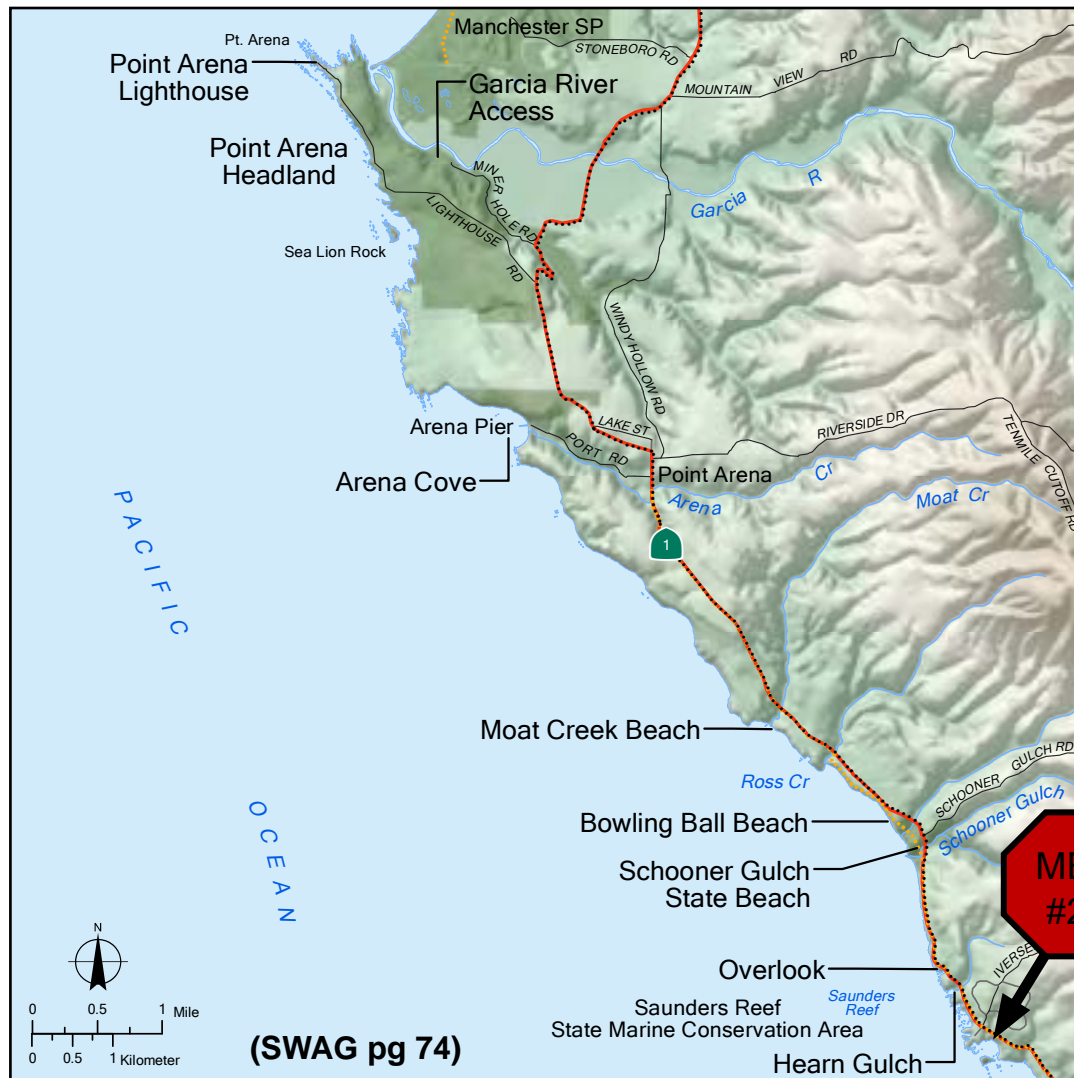 Manchester SP
Pt. Arena
STONEBORO RD
Point Arena
Lighthouse
MOUNTAIN VIEW RD
Garcia River
Access
Point Arena
Headland
MINER HOLE RD
Garcia R
LIGHTHOUSE RD
Sea Lion Rock
WINDY HOLLOW RD
Arena Pier
LAKE ST
RIVERSIDE DR
PORT RD
TENMILE CUTOFF RD
Arena Cove
Point Arena
Arena Cr
Moat Cr
PACIFIC
1
Moat Creek Beach
Ross Cr
SCHOONER GULCH RD
OCEAN
Bowling Ball Beach
Schooner Gulch
Schooner Gulch
State Beach
#2
N
Overlook
IVERSE
Saunders Reef
State Marine Conservation Area
Saunders
Reef
0 0.5 1 Mile
0 0.5 1 Kilometer
(SWAG pg 74)
Hearn Gulch